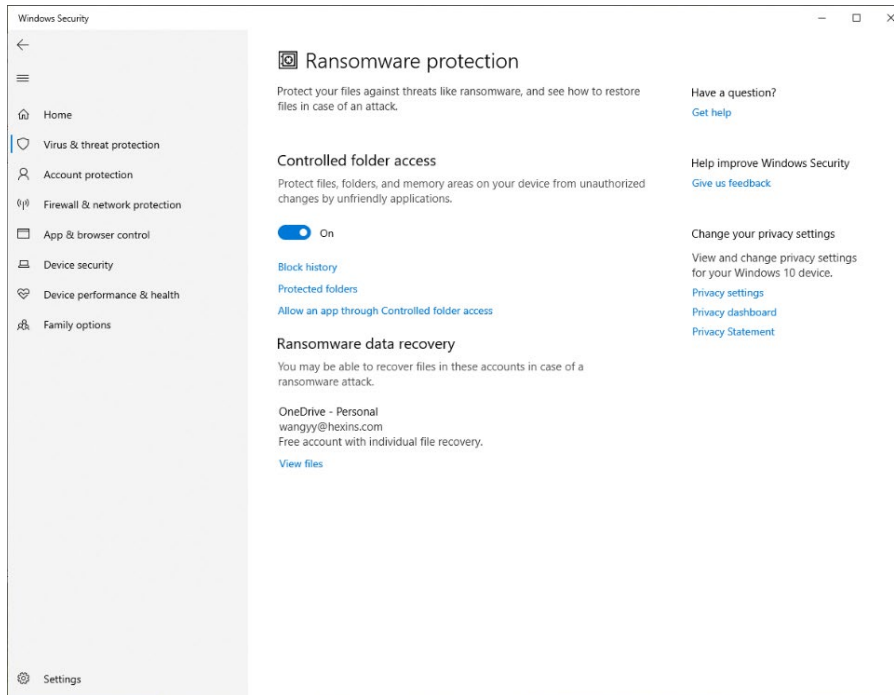 Windows Security
Home
Virus & threat protection
Account protection
Firewall & network protection
App & browser control
Device security
Device performance & health
Family options
Settings
Ransomware protection
Protect your files against threats like ransomware, and see how to restore
files in case of an attack.
Controlled folder access
Protect files, folders, and memory areas on your device from unauthorized
changes by unfriendly applications.
On
Block history
Protected folders
Allow an app through Controlled folder access
Ransomware data recovery
You may be able to recover files in these accounts in case of a
ransomware attack.
OneDrive - Personal
wangyy@hexins.com
Free account with individual file recovery.
View files
Have a question?
Get help
Help improve Windows Security
Give us feedback
Change your privacy settings
View and change privacy settings
for your Windows 10 device.
Privacy settings
Privacy dashboard
Privacy Statement